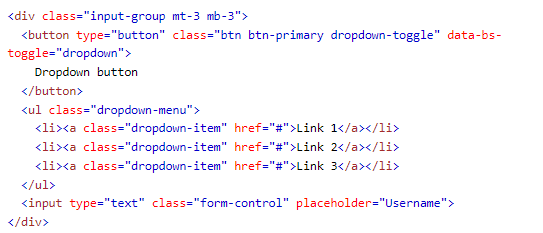 <div class="input-group mt-3 mb-3">
  <button type="button" class="btn btn-primary dropdown-toggle" data-bs-
toggle="dropdown">
    Dropdown button
  </button>
  <ul class="dropdown-menu">
    <li><a class="dropdown-item" href="#">Link 1</a></li>
    <li><a class="dropdown-item" href="#">Link 2</a></li>
    <li><a class="dropdown-item" href="#">Link 3</a></li>
  </ul>
  <input type="text" class="form-control" placeholder="Username">
</div>